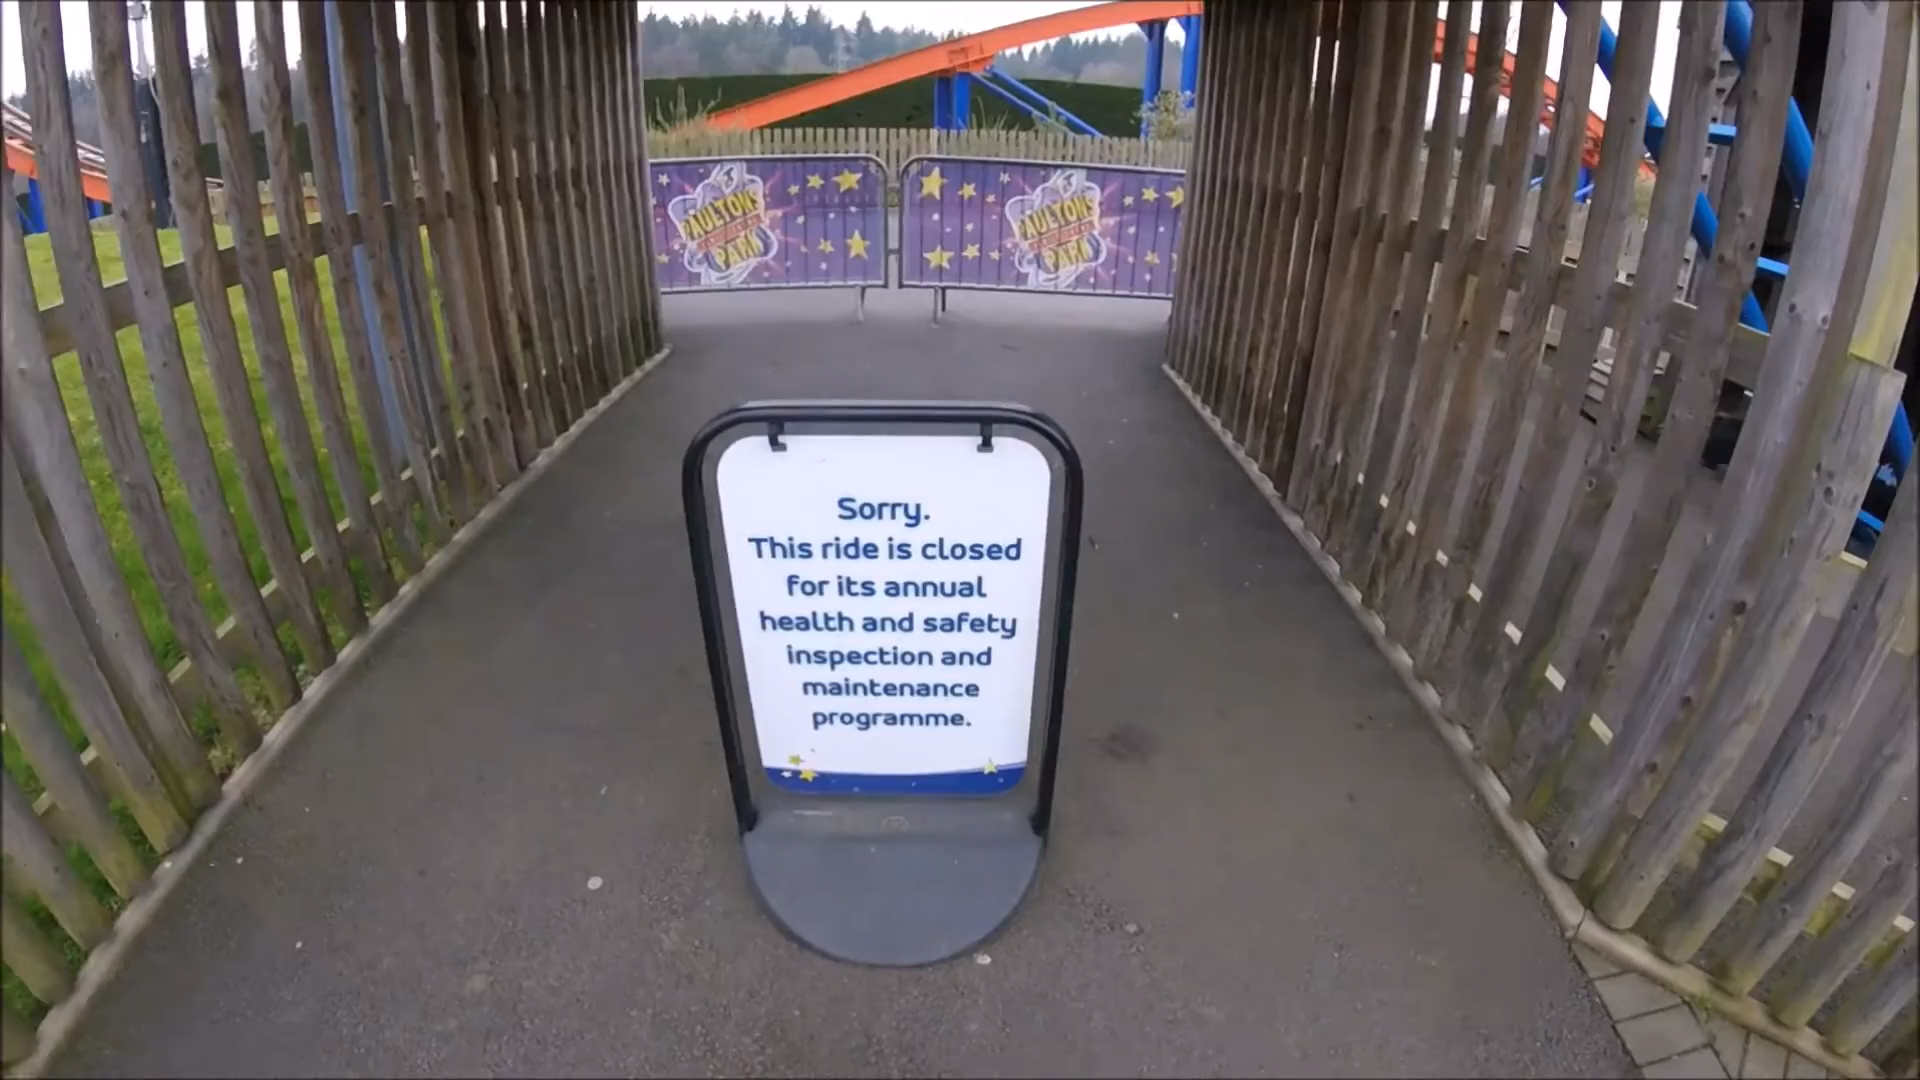 PAULTONS
PARK
PAULTONS
PARK
Sorry.
This ride is closed
for its annual
health and safety
inspection and
maintenance
programme.